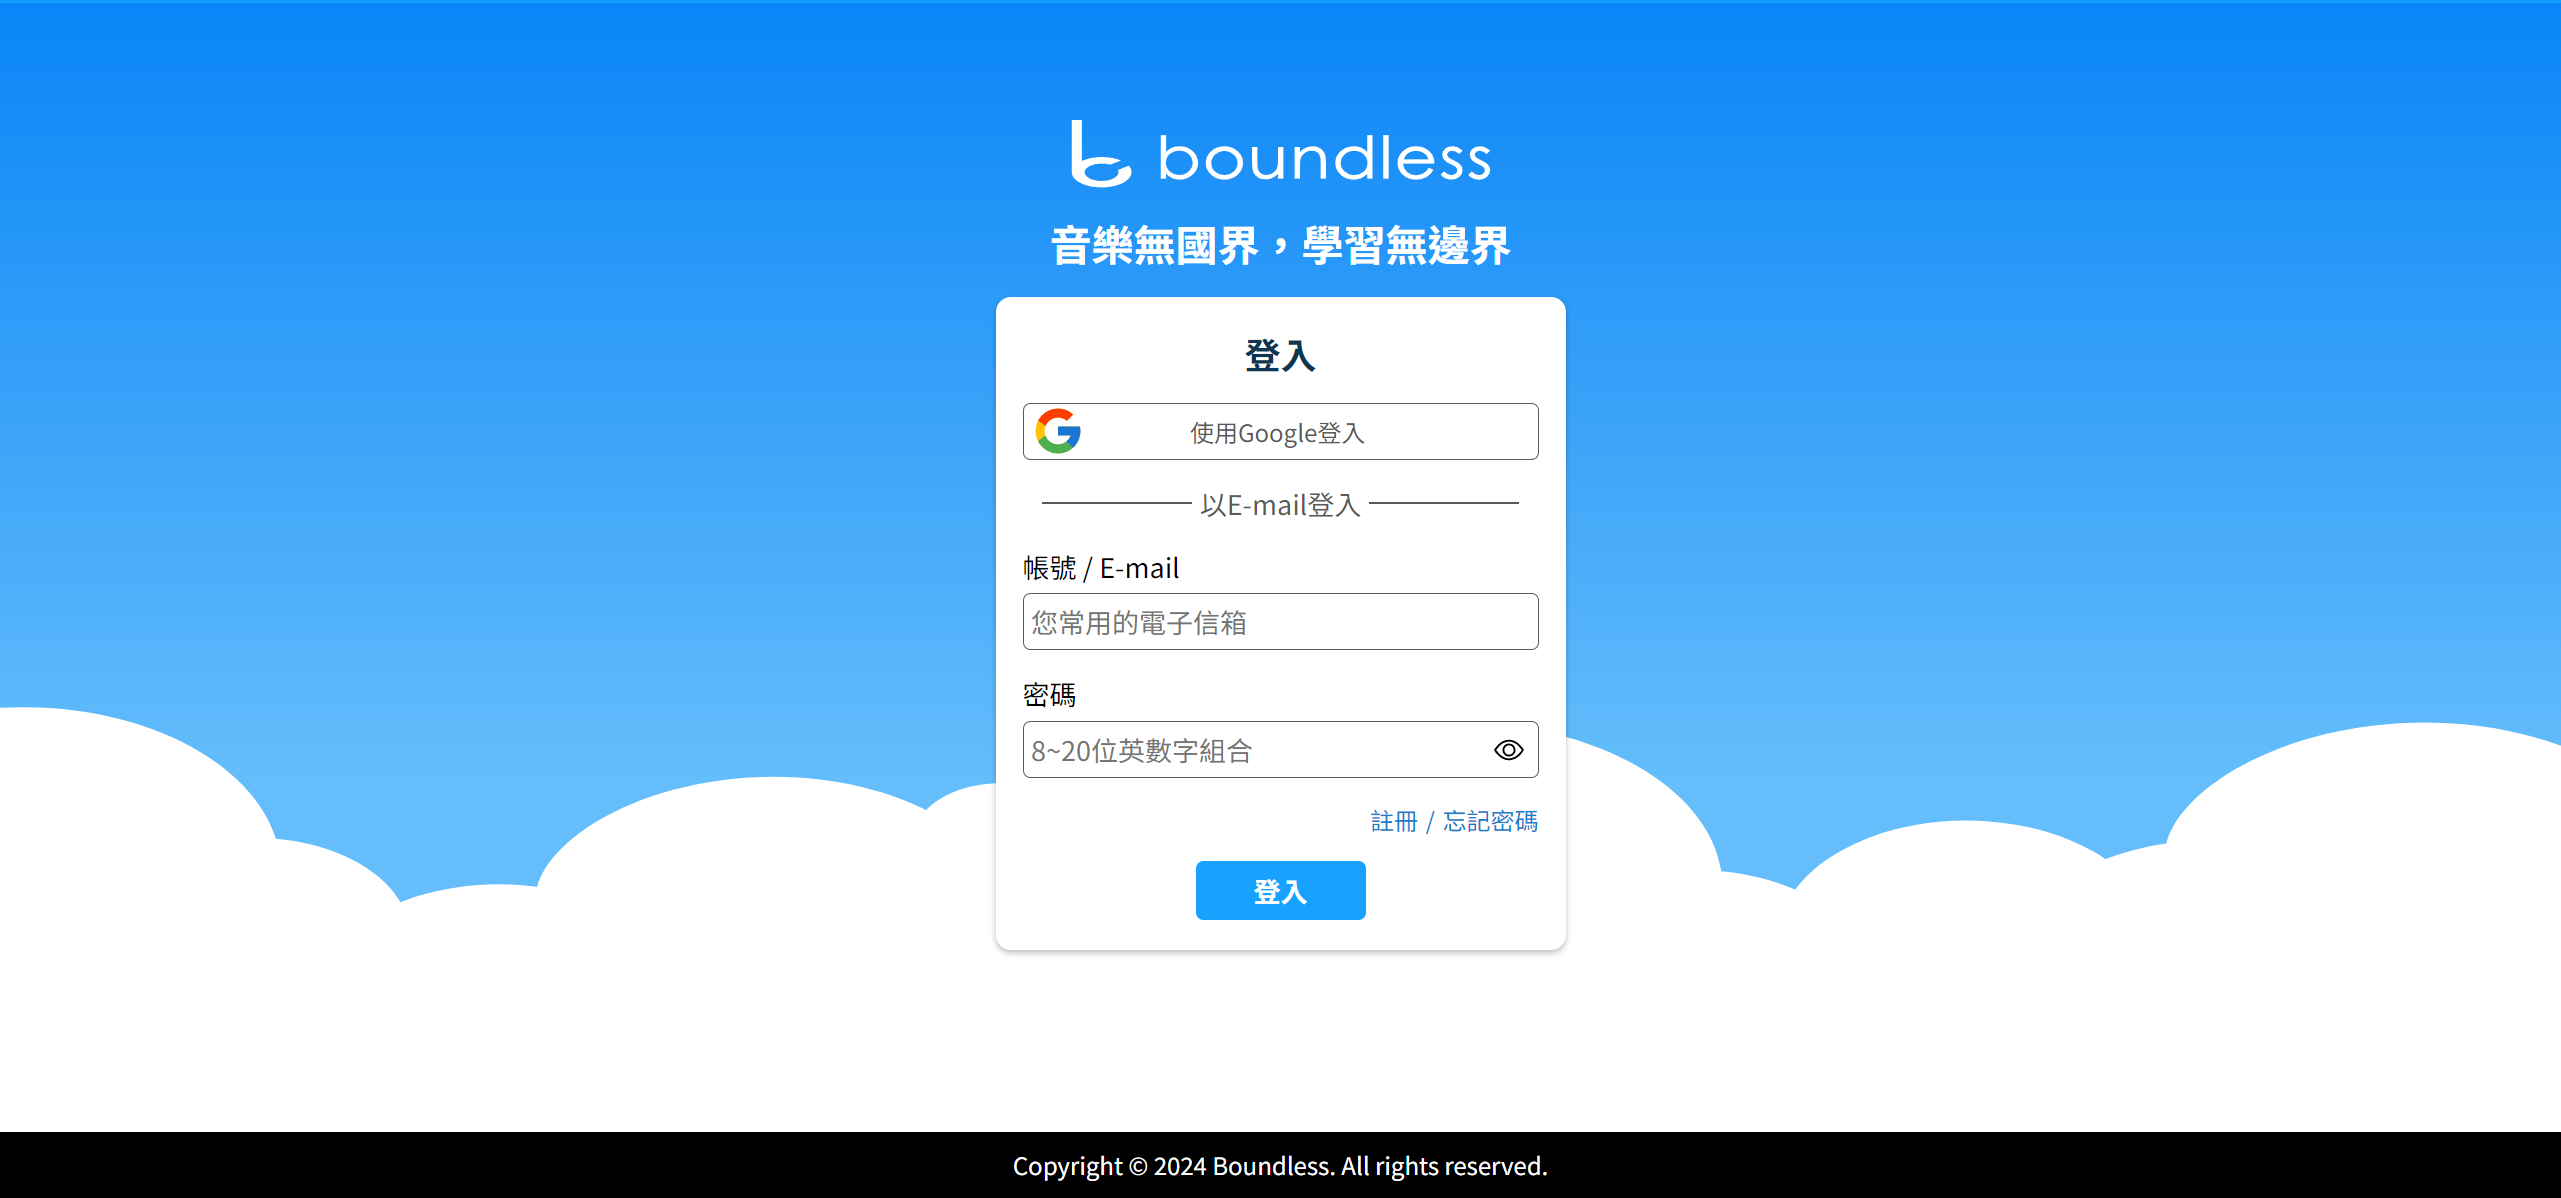 boundless
音樂無國界，學習無邊界
登入
使用Google登入
以E-mail登入
帳號 / E-mail
您常用的電子信箱
密碼
8~20位英數字組合
註冊 / 忘記密碼
登入
Copyright © 2024 Boundless. All rights reserved.